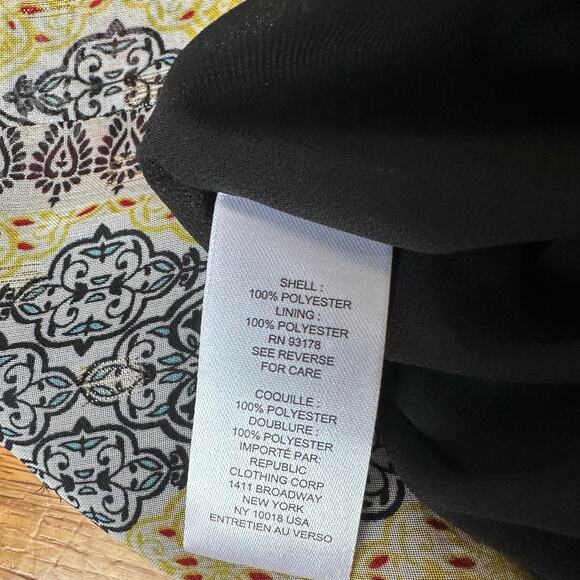 SHELL :
100% POLYESTER
LINING :
100% POLYESTER
RN 93178
SEE REVERSE
FOR CARE
COQUILLE :
100% POLYESTER
DOUBLURE :
100% POLYESTER
IMPORTÉ PAR:
REPUBLIC
CLOTHING CORP
1411 BROADWAY
NEW YORK
NY 10018 USA
ENTRETIEN AU VERSO